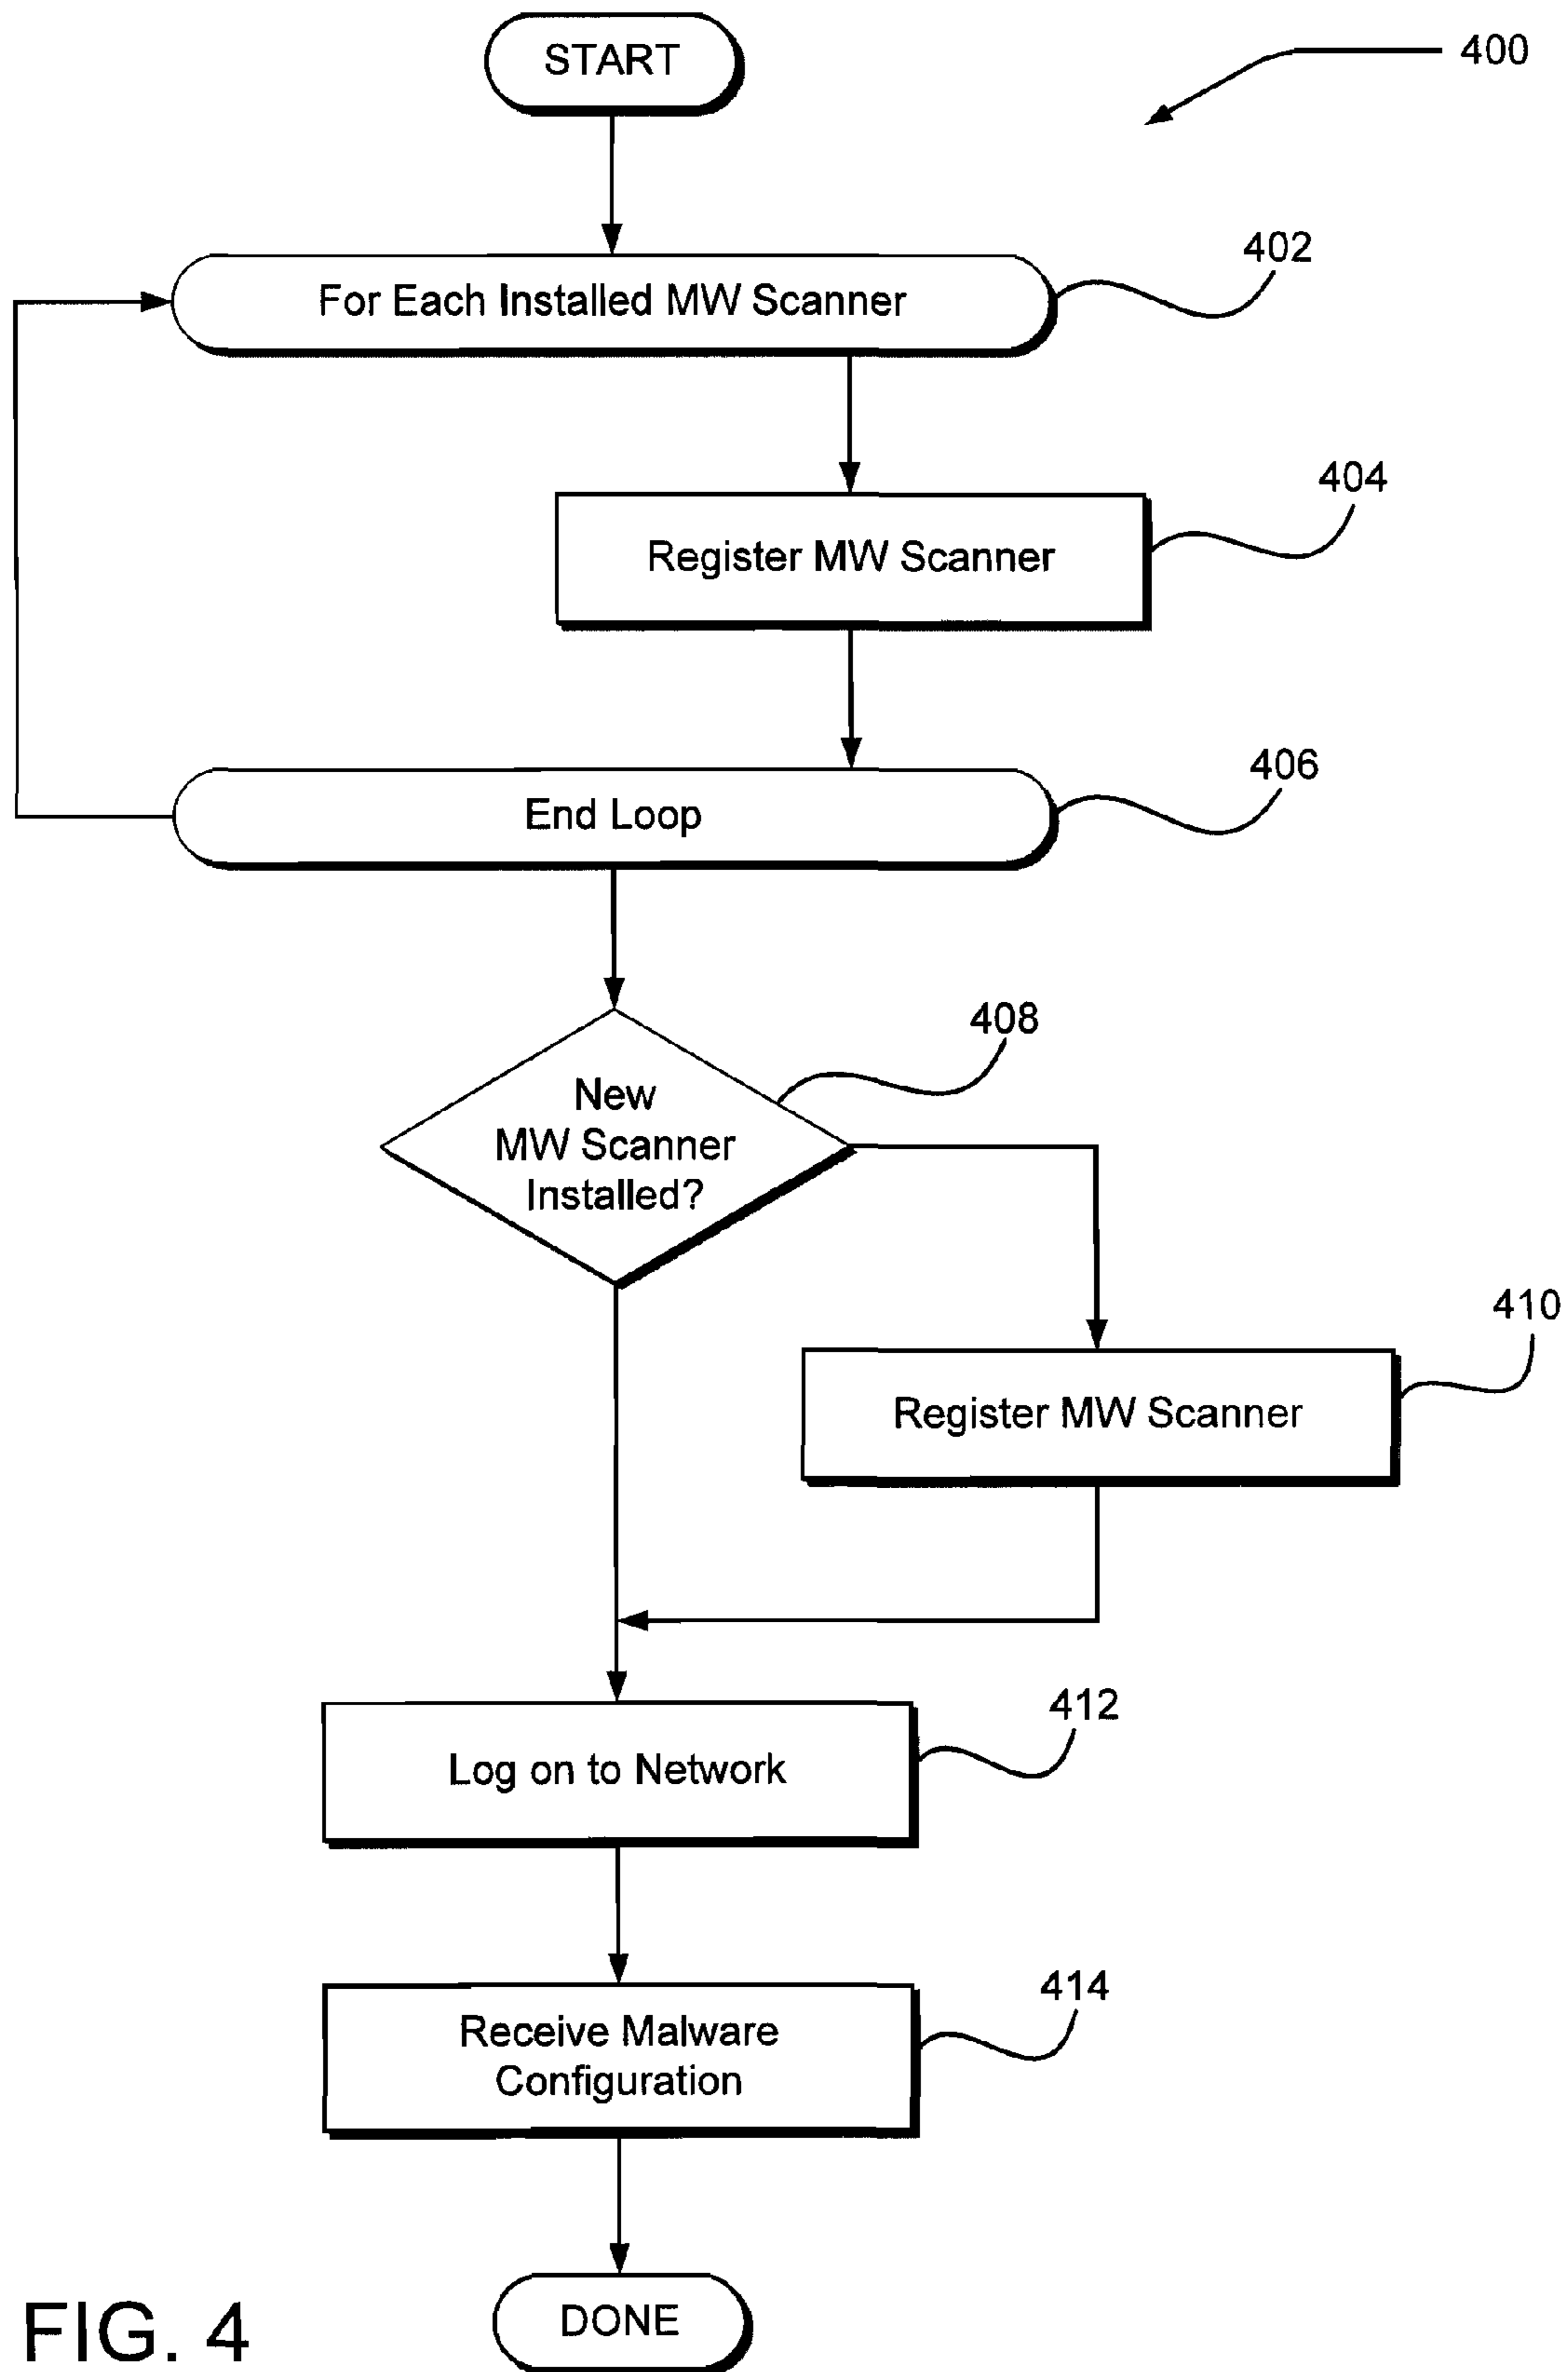 START
400
For Each Installed MW Scanner
402
404
Register MW Scanner
406
End Loop
408
New
MW Scanner
Installed?
410
Register MW Scanner
412
Log on to Network
414
Receive Malware
Configuration
DONE
FIG. 4